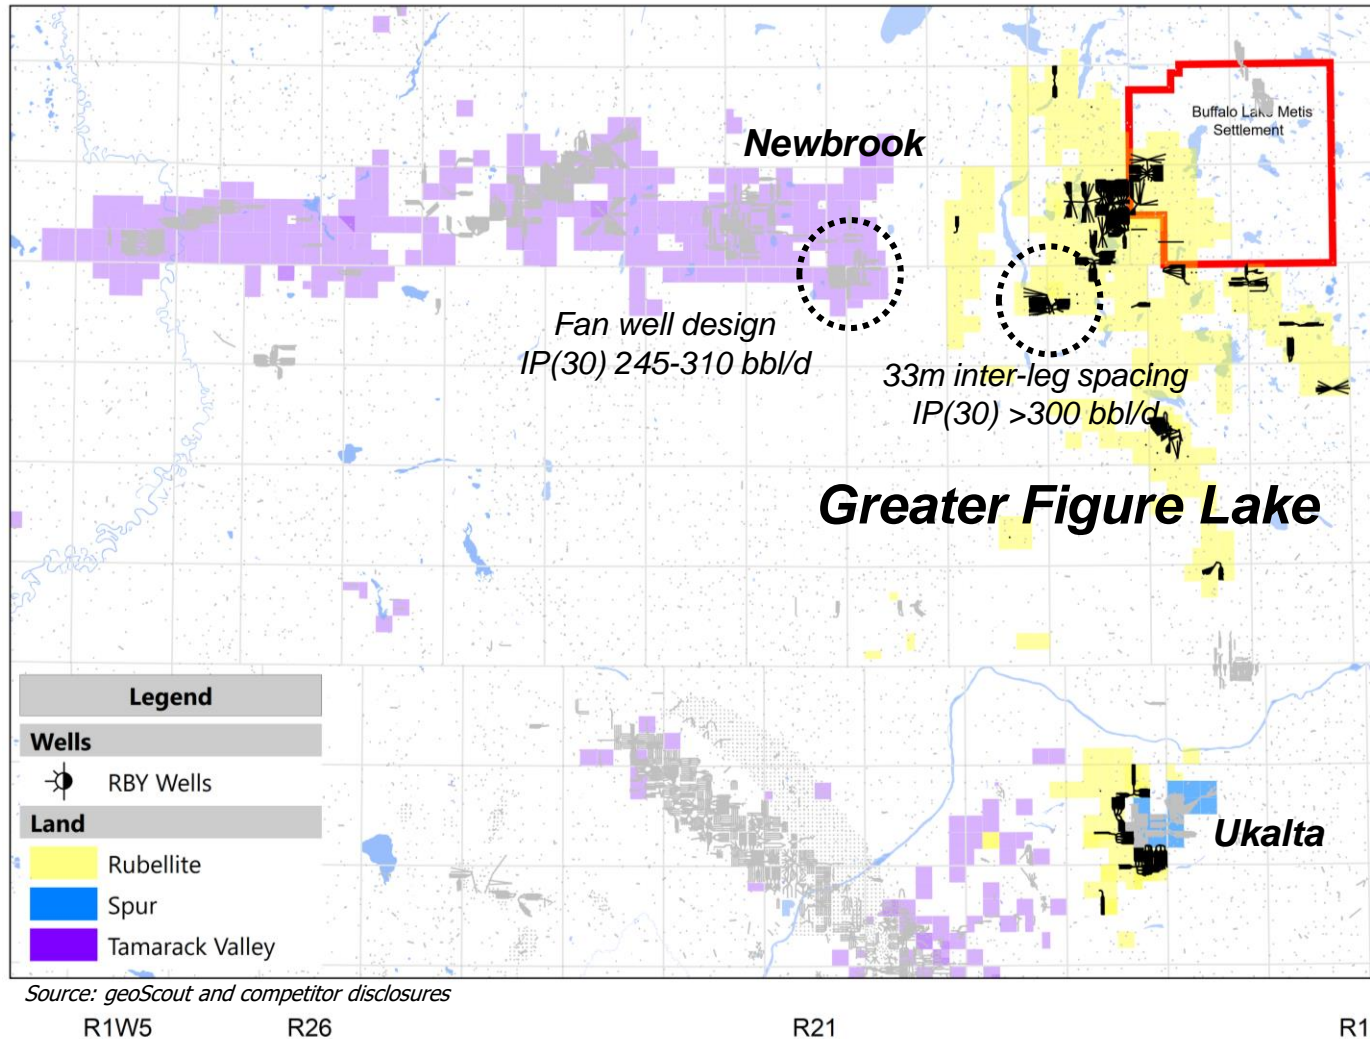 Buffalo Lake Metis
Settlement
Newbrook
Fan well design
IP(30) 245-310 bbl/d
33m inter-leg spacing
IP(30) >300 bbl/d
Greater Figure Lake
Ukalta
Legend
Wells
RBY Wells
Land
Rubellite
Spur
Tamarack Valley
Source: geoScout and competitor disclosures
R1W5 R26 R21 R1